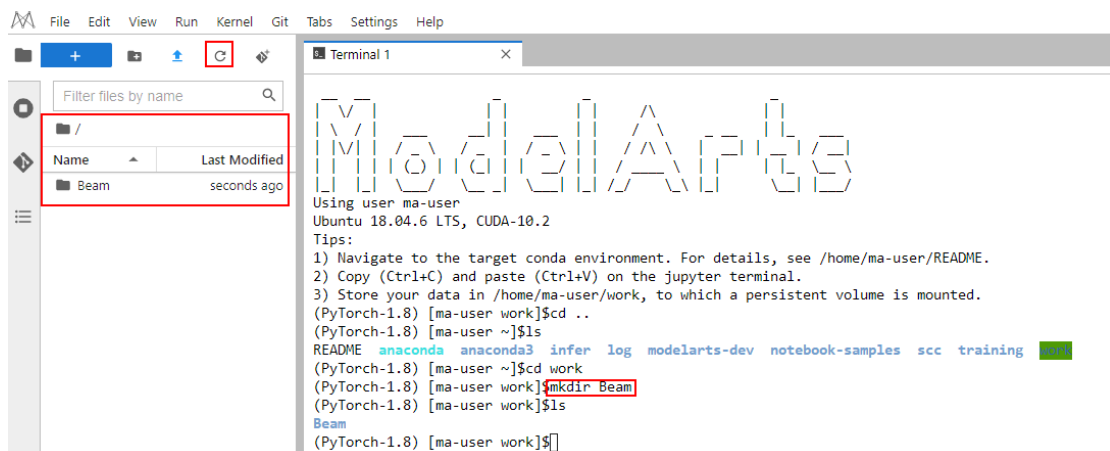 File Edit View Run Kernel Git Tabs Settings Help
Terminal 1
Filter files by name
/
Name Last Modified
Beam seconds ago
ModelArts
Using user ma-user
Ubuntu 18.04.6 LTS, CUDA-10.2
Tips:
1) Navigate to the target conda environment. For details, see /home/ma-user/README.
2) Copy (Ctrl+C) and paste (Ctrl+V) on the jupyter terminal.
3) Store your data in /home/ma-user/work, to which a persistent volume is mounted.
(PyTorch-1.8) [ma-user work]$cd ..
(PyTorch-1.8) [ma-user ~]$ls
README anaconda anaconda3 infer log modelarts-dev notebook-samples scc training work
(PyTorch-1.8) [ma-user ~]$cd work
(PyTorch-1.8) [ma-user work]$mkdir Beam
(PyTorch-1.8) [ma-user work]$ls
Beam
(PyTorch-1.8) [ma-user work]$